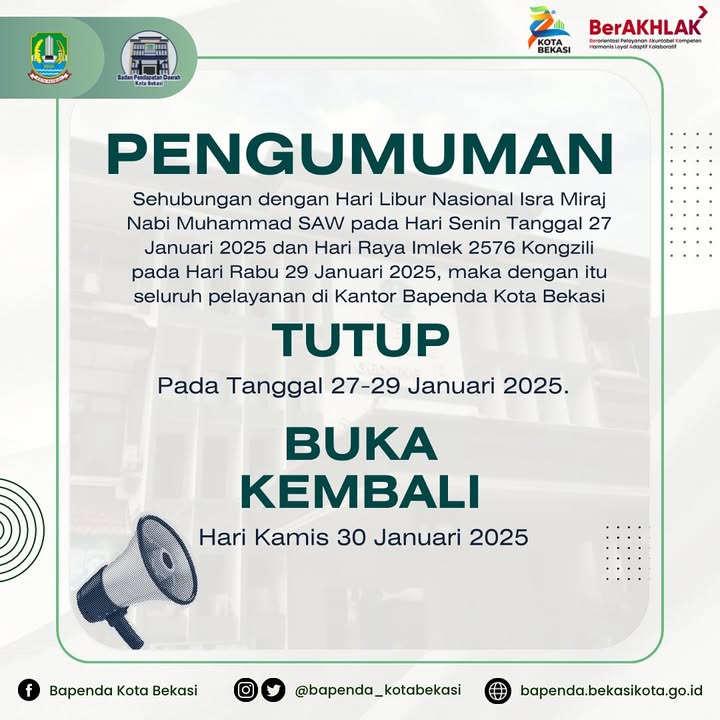 Badan Pendapatan Daerah
Kota Bekasi
KOTA
BEKASI
BerAKHLAK
Berorientasi Pelayanan Akuntabel Kompeten
Harmonis Loyal Adaptif Kolaboratif
PENGUMUMAN
Sehubungan dengan Hari Libur Nasional Isra Miraj
Nabi Muhammad SAW pada Hari Senin Tanggal 27
Januari 2025 dan Hari Raya Imlek 2576 Kongzili
pada Hari Rabu 29 Januari 2025, maka dengan itu
seluruh pelayanan di Kantor Bapenda Kota Bekasi
TUTUP
Pada Tanggal 27-29 Januari 2025.
BUKA
KEMBALI
Hari Kamis 30 Januari 2025
Bapenda Kota Bekasi
@bapenda_kotabekasi
bapenda.bekasikota.go.id